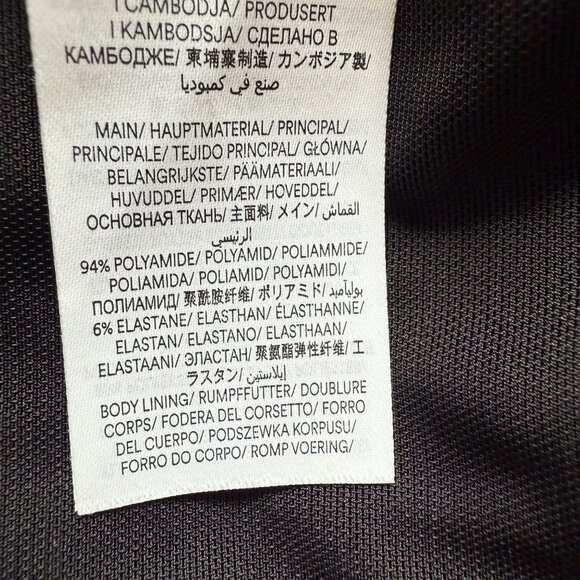 I CAMBODJA/ PRODUSERT
I KAMBODSJA/ СДЕЛАНО В
КАМБОДЖЕ/ 柬埔寨制造/ カンボジア製/
صنع في كمبوديا
MAIN/ HAUPTMATERIAL/ PRINCIPAL/
PRINCIPALE/ TEJIDO PRINCIPAL/ GŁÓWNA/
BELANGRIJKSTE/ PÄÄMATERIAALI/
HUVUDDEL/ PRIMÆR/ HOVEDDEL/
ОСНОВНАЯ ТКАНЬ/ 主面料/ メイン/ القماش
الرئيسي
94% POLYAMIDE/ POLYAMID/ POLIAMMIDE/
POLIAMIDA/ POLIAMID/ POLYAMIDI/
ПОЛИАМИД/ 聚酰胺纤维/ ポリアミド/ بوليآميد
6% ELASTANE/ ELASTHAN/ ÉLASTHANNE/
ELASTAN/ ELASTANO/ ELASTHAAN/
ELASTAANI/ ЭЛАСТАН/ 聚氨酯弹性纤维/ エ
ラスタン/ إيلاستين
BODY LINING/ RUMPFFUTTER/ DOUBLURE
CORPS/ FODERA DEL CORSETTO/ FORRO
DEL CUERPO/ PODSZEWKA KORPUSU/
FORRO DO CORPO/ ROMP VOERING/